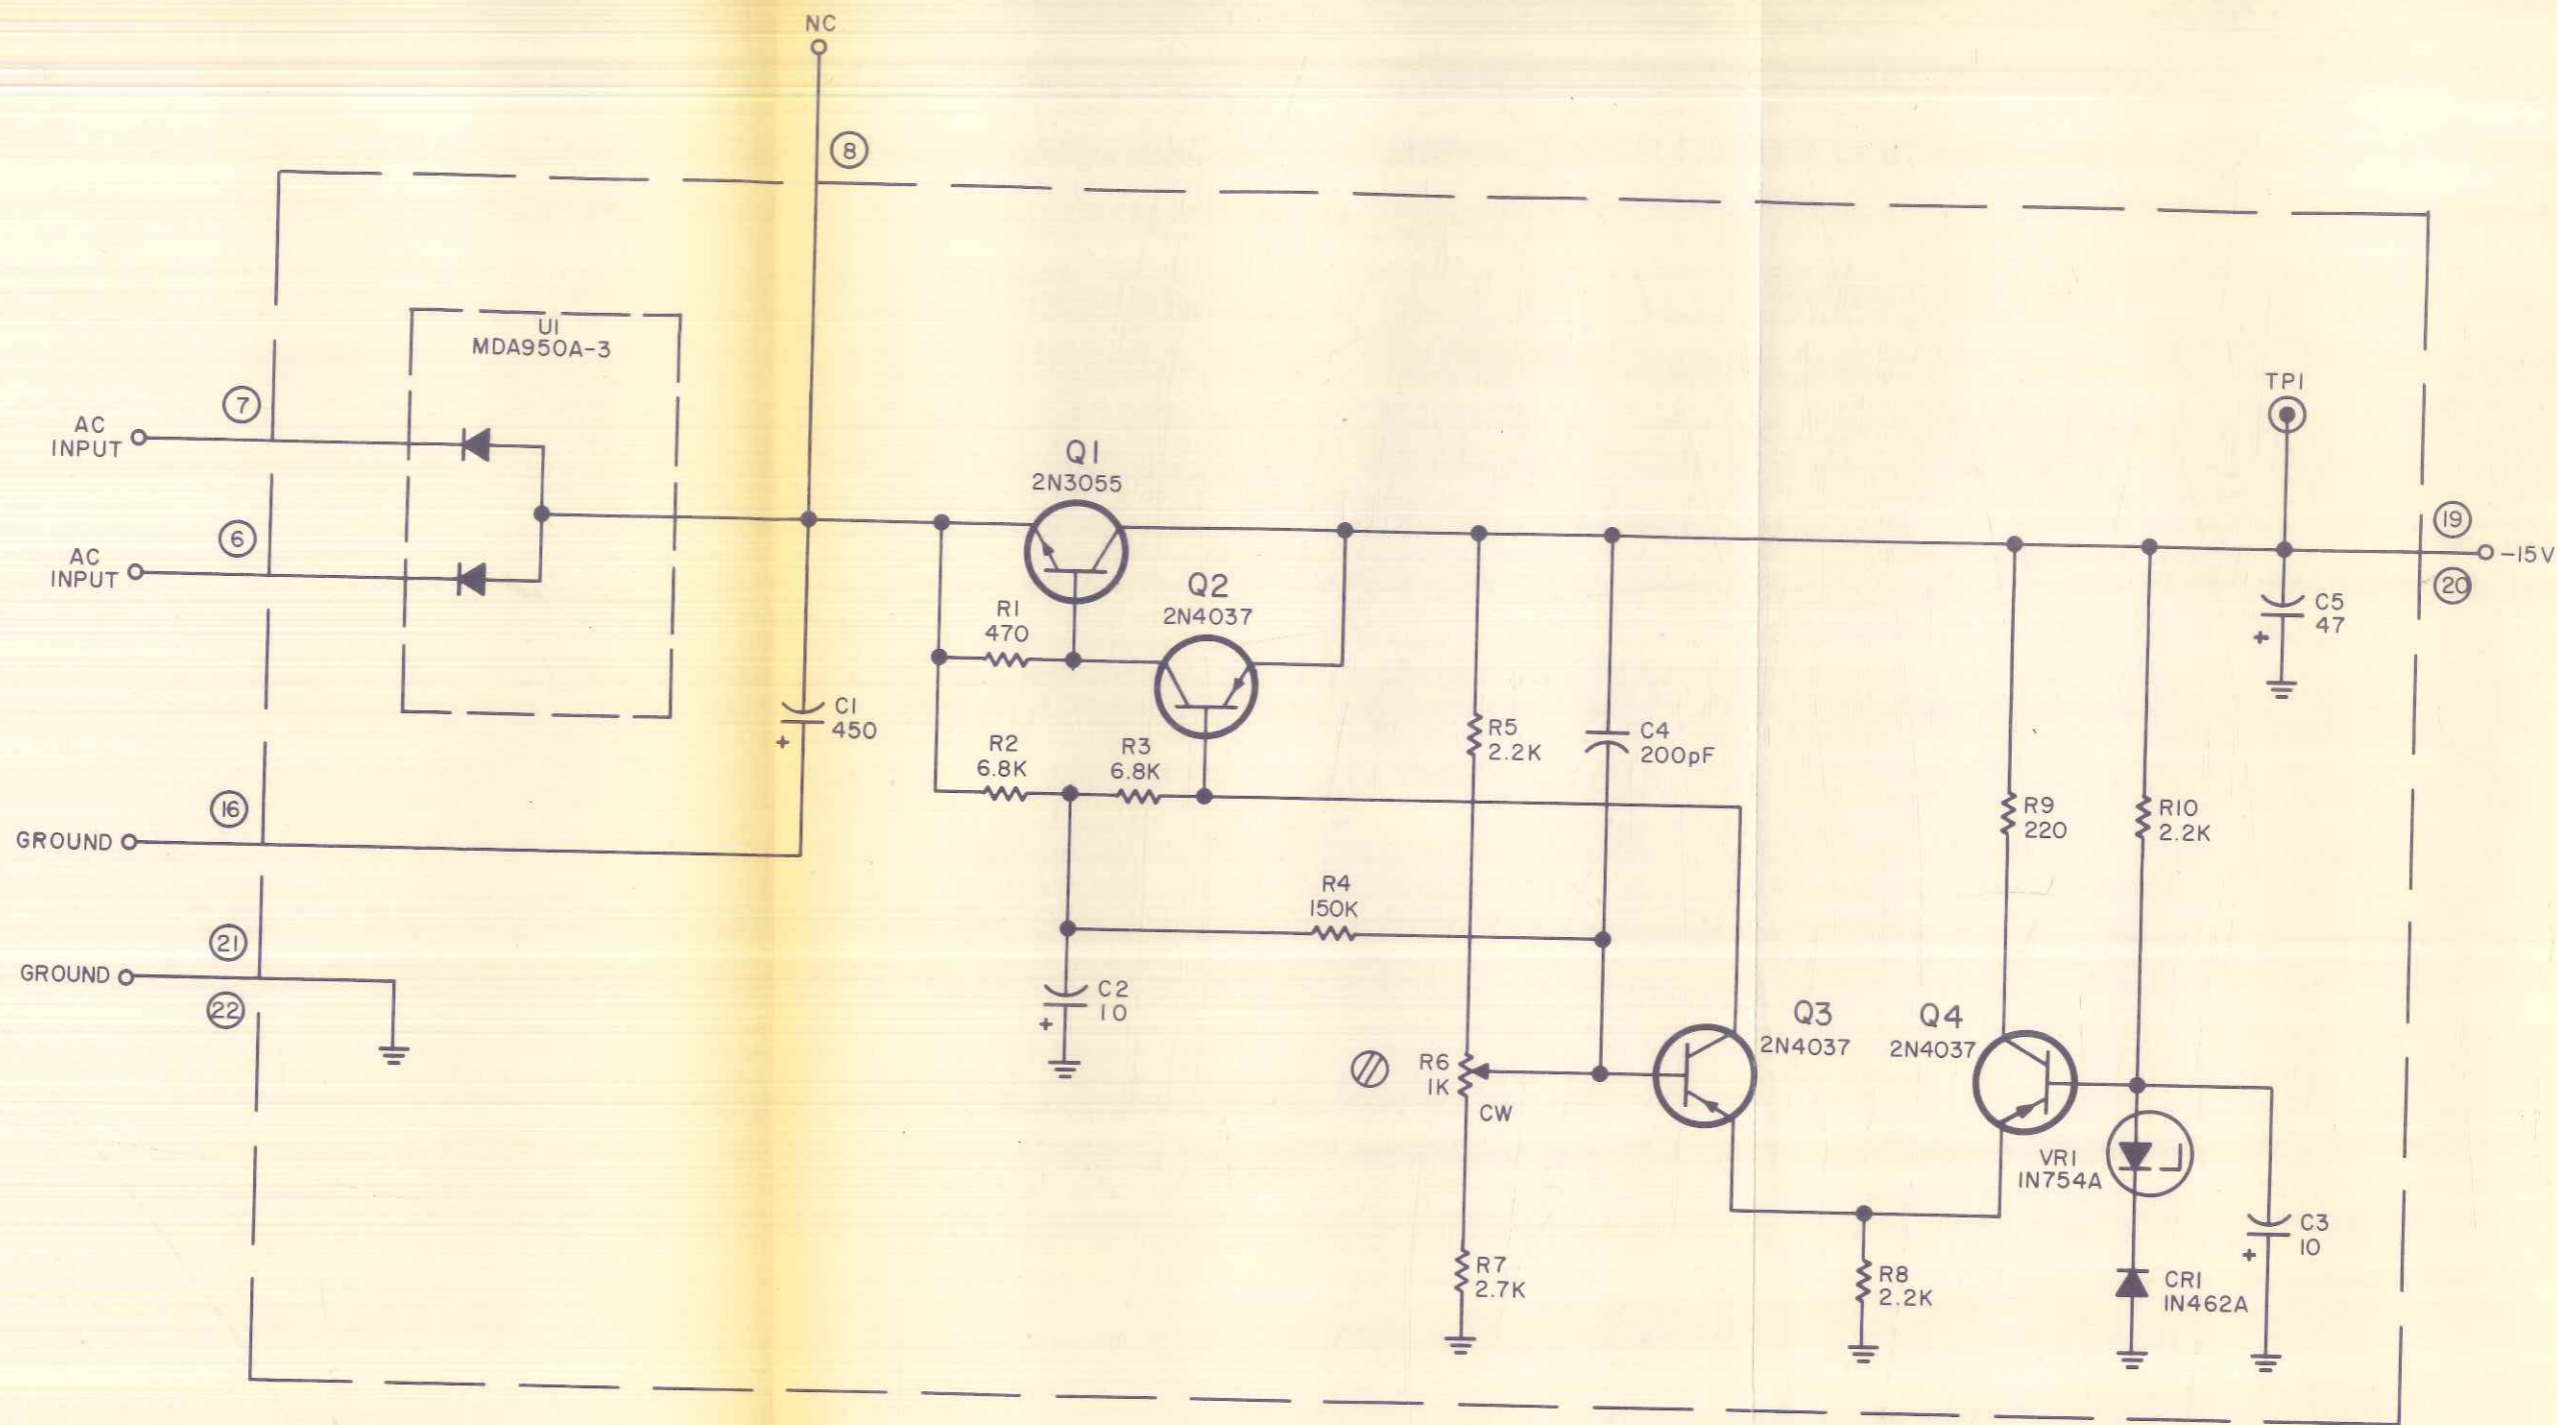 NC
8
U1
MDA950A-3
7
AC
INPUT
6
AC
INPUT
16
GROUND
21
GROUND
22
C1
450
+
Q1
2N3055
Q2
2N4037
R1
470
R2
6.8K
R3
6.8K
R4
150K
C2
10
+
R5
2.2K
C4
200pF
R6
1K
CW
R7
2.7K
Q3
2N4037
Q4
2N4037
R8
2.2K
R9
220
R10
2.2K
VR1
IN754A
CR1
IN462A
C3
10
+
TP1
C5
47
+
19
-15V
20